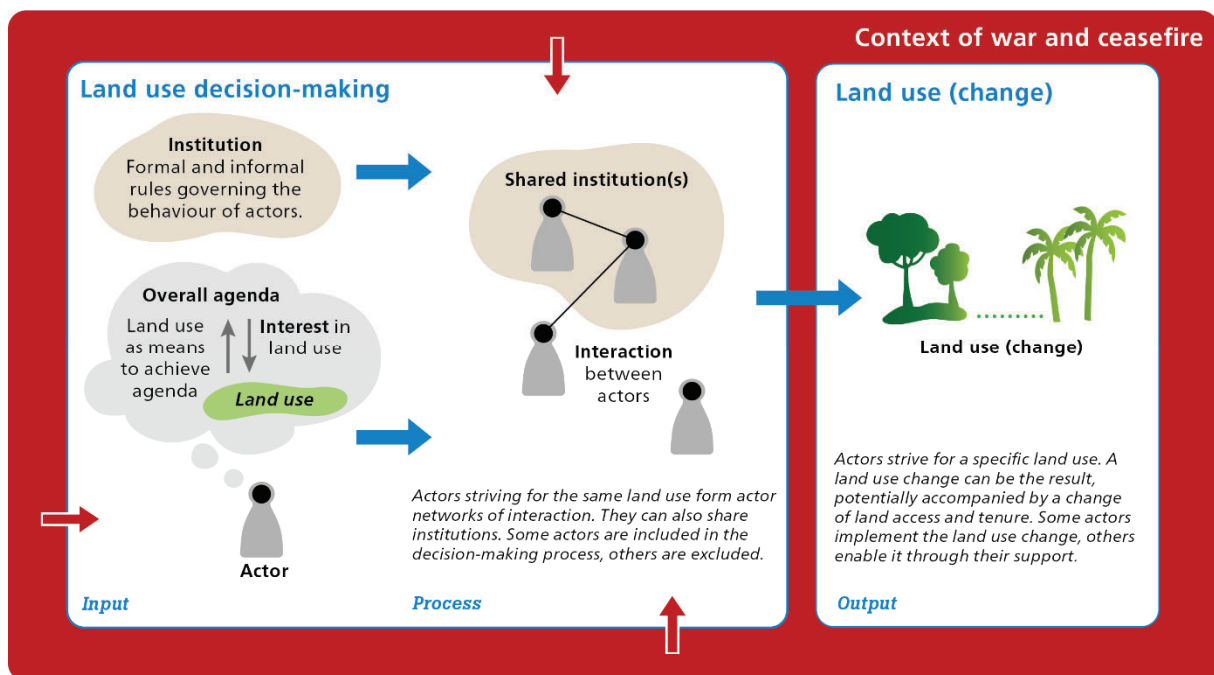 Context of war and ceasefire
Land use decision-making
Institution
Formal and informal
rules governing the
behaviour of actors.
Overall agenda
Land use
as means
to achieve
agenda
Interest in
land use
Land use
Actor
Input
Shared institution(s)
Interaction
between
actors
Actors striving for the same land use form actor
networks of interaction. They can also share
institutions. Some actors are included in the
decision-making process, others are excluded.
Process
Land use (change)
Land use (change)
Actors strive for a specific land use. A
land use change can be the result,
potentially accompanied by a change
of land access and tenure. Some actors
implement the land use change, others
enable it through their support.
Output